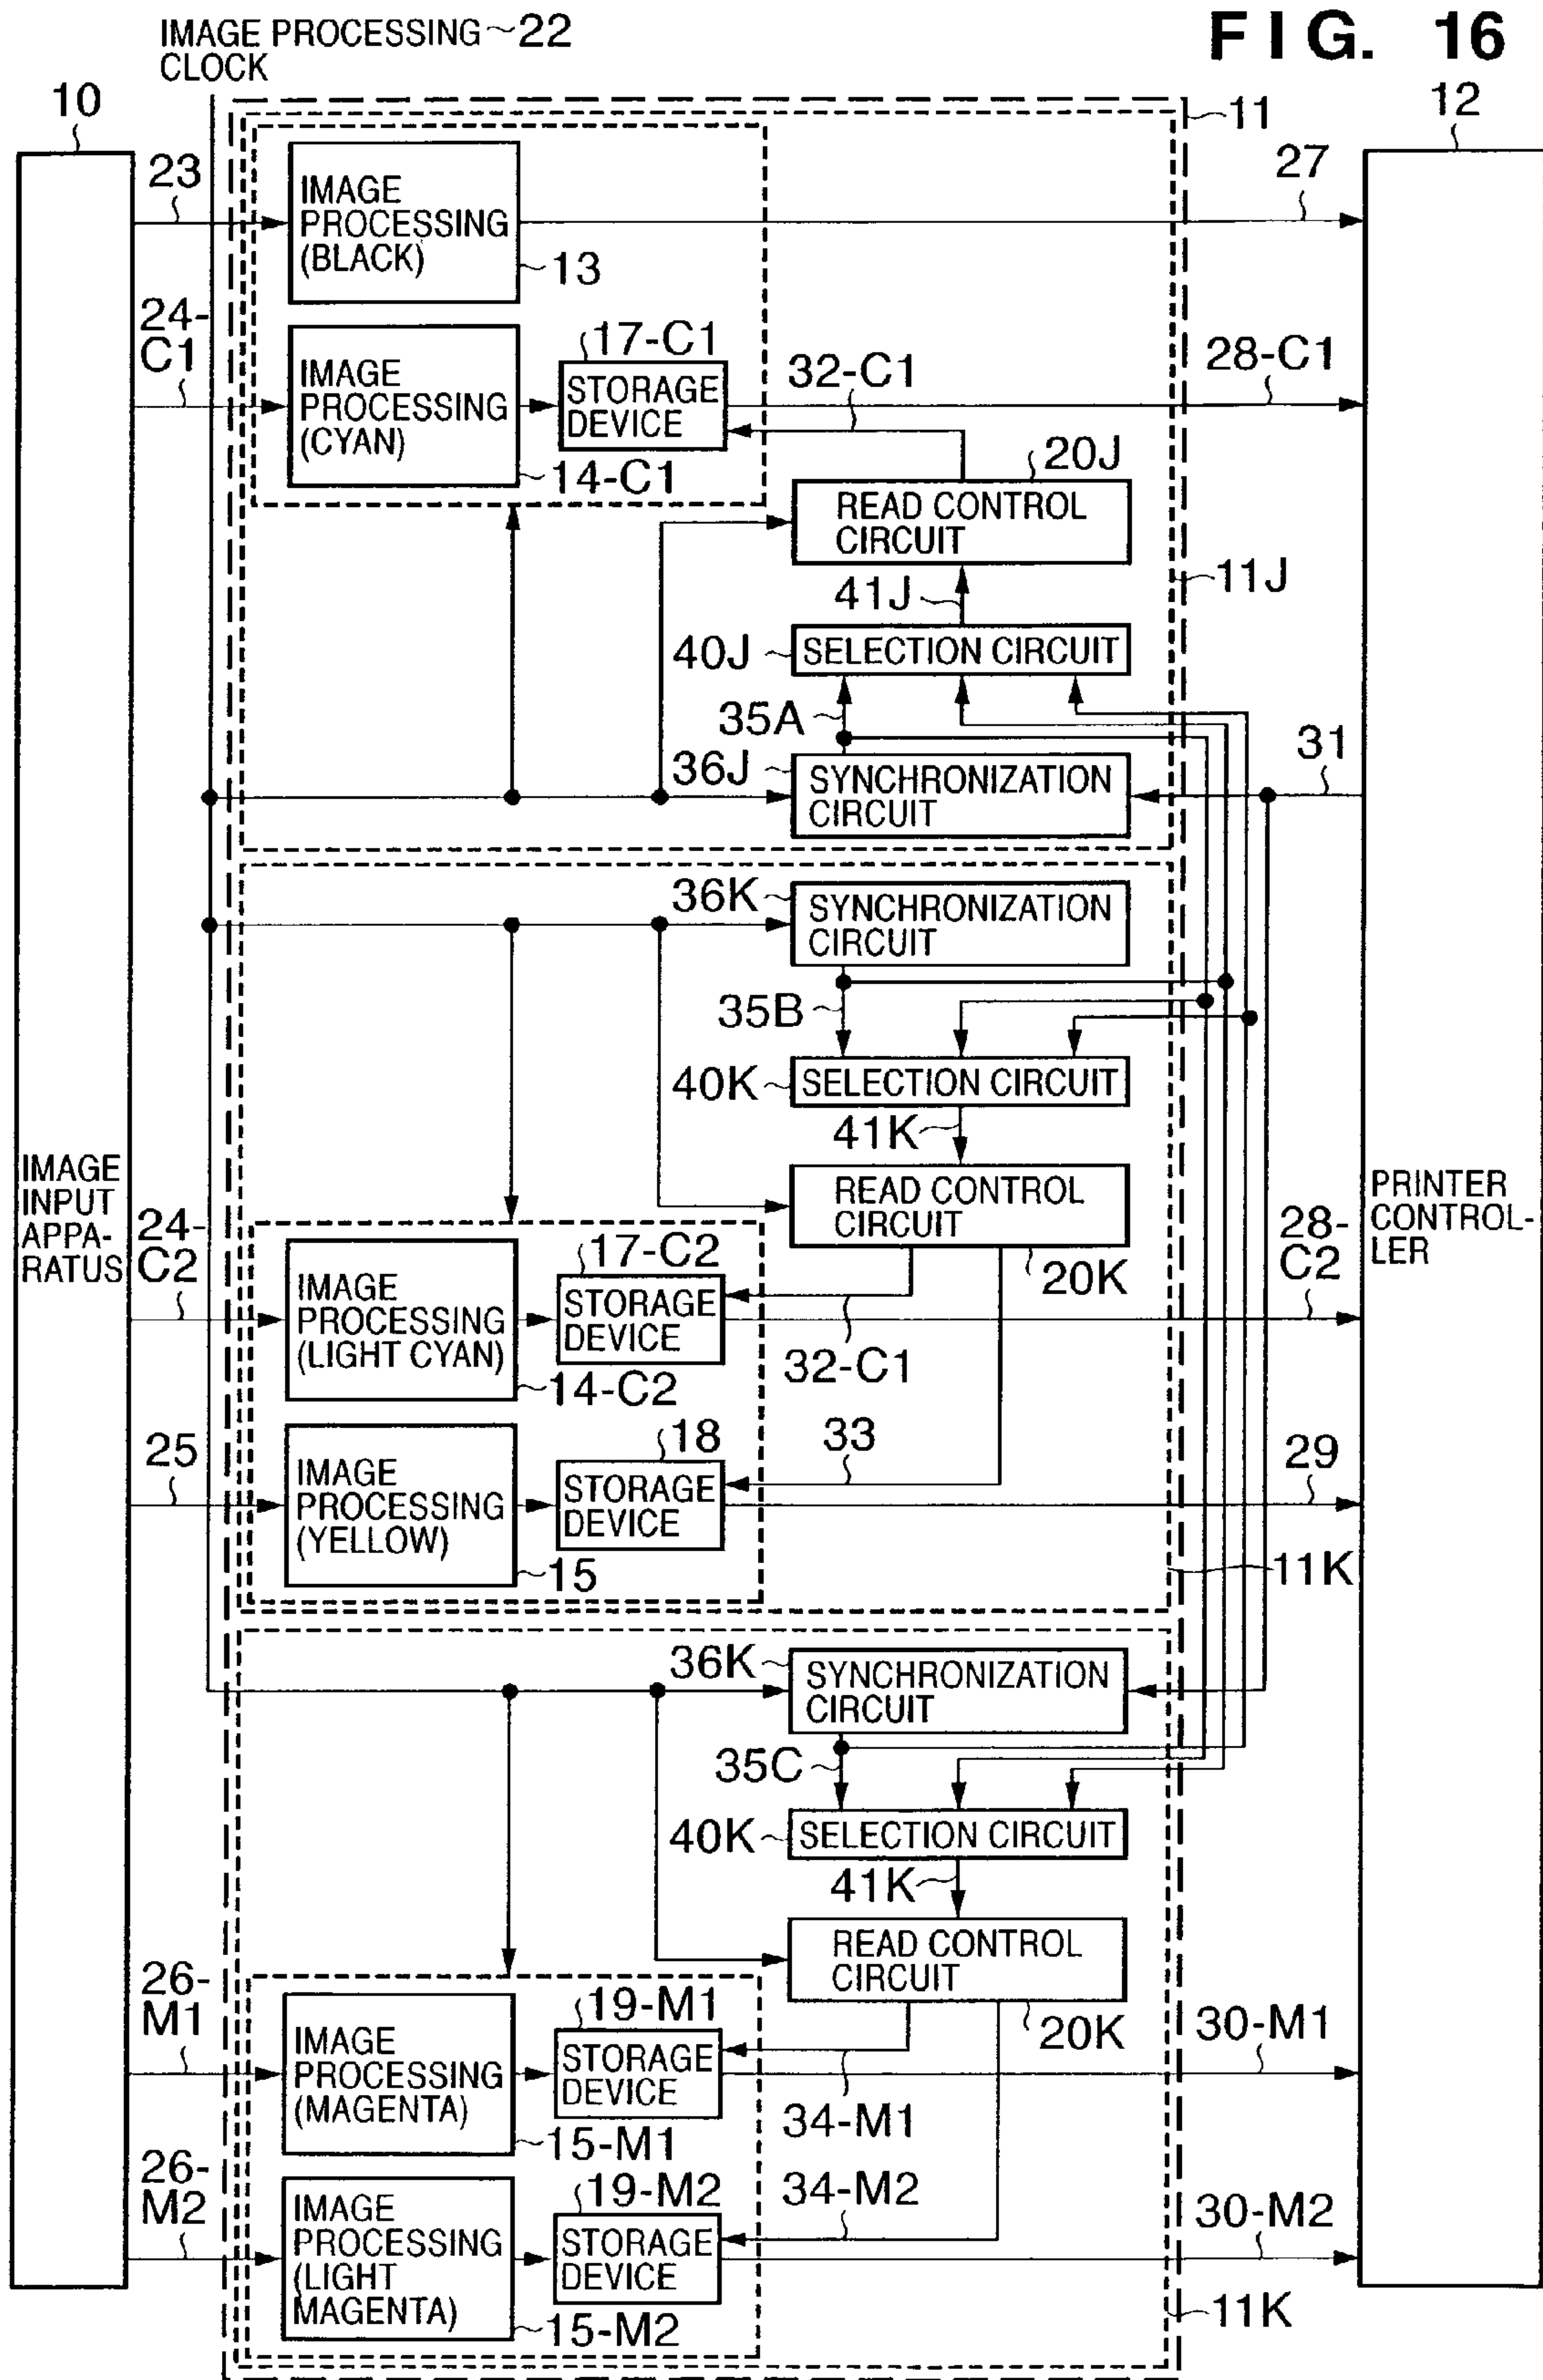 IMAGE PROCESSING 22
CLOCK
FIG. 16
10
11
12
23
IMAGE
PROCESSING
(BLACK)
13
27
24-
C1
IMAGE
PROCESSING
(CYAN)
14-C1
17-C1
STORAGE
DEVICE
32-C1
28-C1
20J
READ CONTROL
CIRCUIT
11J
41J
40J
SELECTION CIRCUIT
35A
31
36J
SYNCHRONIZATION
CIRCUIT
36K
SYNCHRONIZATION
CIRCUIT
35B
40K
SELECTION CIRCUIT
41K
READ CONTROL
CIRCUIT
20K
IMAGE
INPUT
APPA-
RATUS
PRINTER
CONTROL-
LER
24-
C2
17-C2
IMAGE
PROCESSING
(LIGHT CYAN)
14-C2
STORAGE
DEVICE
32-C1
28-
C2
25
IMAGE
PROCESSING
(YELLOW)
15
18
STORAGE
DEVICE
33
29
11K
36K
SYNCHRONIZATION
CIRCUIT
35C
40K
SELECTION CIRCUIT
41K
READ CONTROL
CIRCUIT
20K
26-
M1
IMAGE
PROCESSING
(MAGENTA)
15-M1
19-M1
STORAGE
DEVICE
34-M1
30-M1
26-
M2
IMAGE
PROCESSING
(LIGHT
MAGENTA)
15-M2
19-M2
STORAGE
DEVICE
34-M2
30-M2
11K